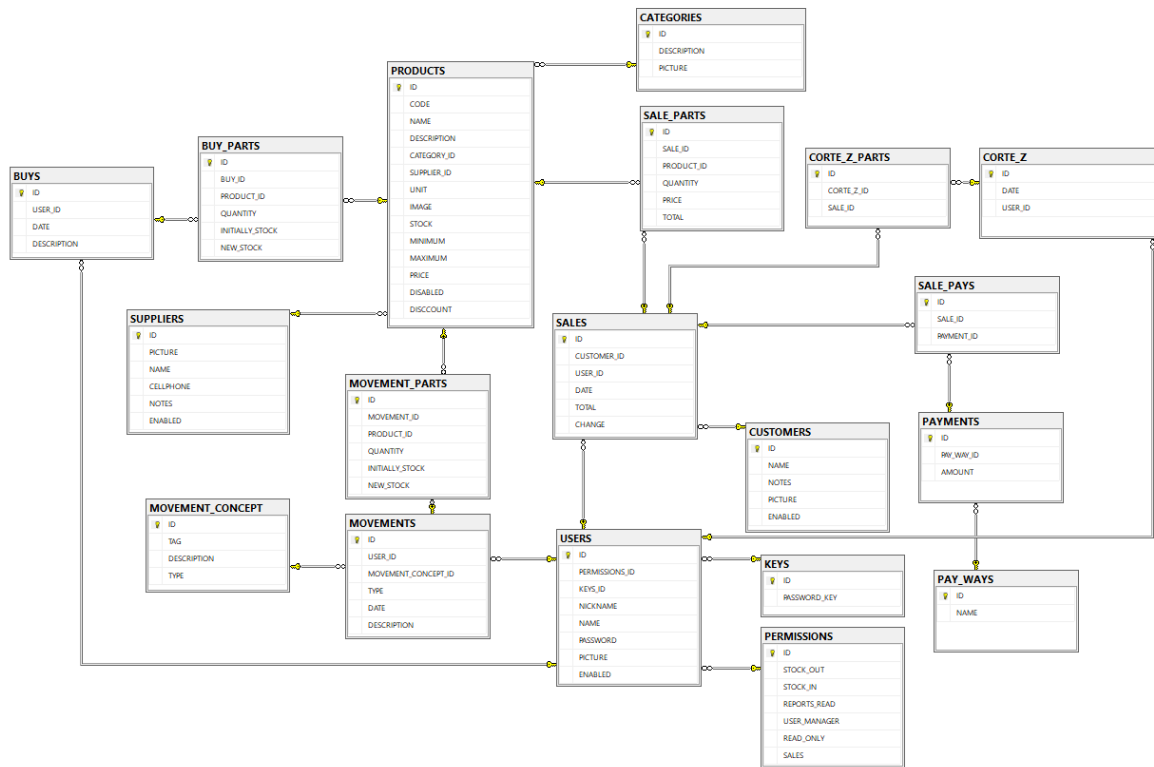 CATEGORIES
ID
DESCRIPTION
PICTURE
PRODUCTS
ID
CODE
NAME
DESCRIPTION
CATEGORY_ID
SUPPLIER_ID
UNIT
IMAGE
STOCK
MINIMUM
MAXIMUM
PRICE
DISABLED
DISCCOUNT
SALE_PARTS
ID
SALE_ID
PRODUCT_ID
QUANTITY
PRICE
TOTAL
BUY_PARTS
ID
BUY_ID
PRODUCT_ID
QUANTITY
INITIALLY_STOCK
NEW_STOCK
CORTE_Z_PARTS
ID
CORTE_Z_ID
SALE_ID
CORTE_Z
ID
DATE
USER_ID
BUYS
ID
USER_ID
DATE
DESCRIPTION
SALE_PAYS
ID
SALE_ID
PAYMENT_ID
SUPPLIERS
ID
PICTURE
NAME
CELLPHONE
NOTES
ENABLED
SALES
ID
CUSTOMER_ID
USER_ID
DATE
TOTAL
CHANGE
MOVEMENT_PARTS
ID
MOVEMENT_ID
PRODUCT_ID
QUANTITY
INITIALLY_STOCK
NEW_STOCK
PAYMENTS
ID
PAY_WAY_ID
AMOUNT
CUSTOMERS
ID
NAME
NOTES
PICTURE
ENABLED
MOVEMENT_CONCEPT
ID
TAG
DESCRIPTION
TYPE
MOVEMENTS
ID
USER_ID
MOVEMENT_CONCEPT_ID
TYPE
DATE
DESCRIPTION
USERS
ID
PERMISSIONS_ID
KEYS_ID
NICKNAME
NAME
PASSWORD
PICTURE
ENABLED
KEYS
ID
PASSWORD_KEY
PAY_WAYS
ID
NAME
PERMISSIONS
ID
STOCK_OUT
STOCK_IN
REPORTS_READ
USER_MANAGER
READ_ONLY
SALES